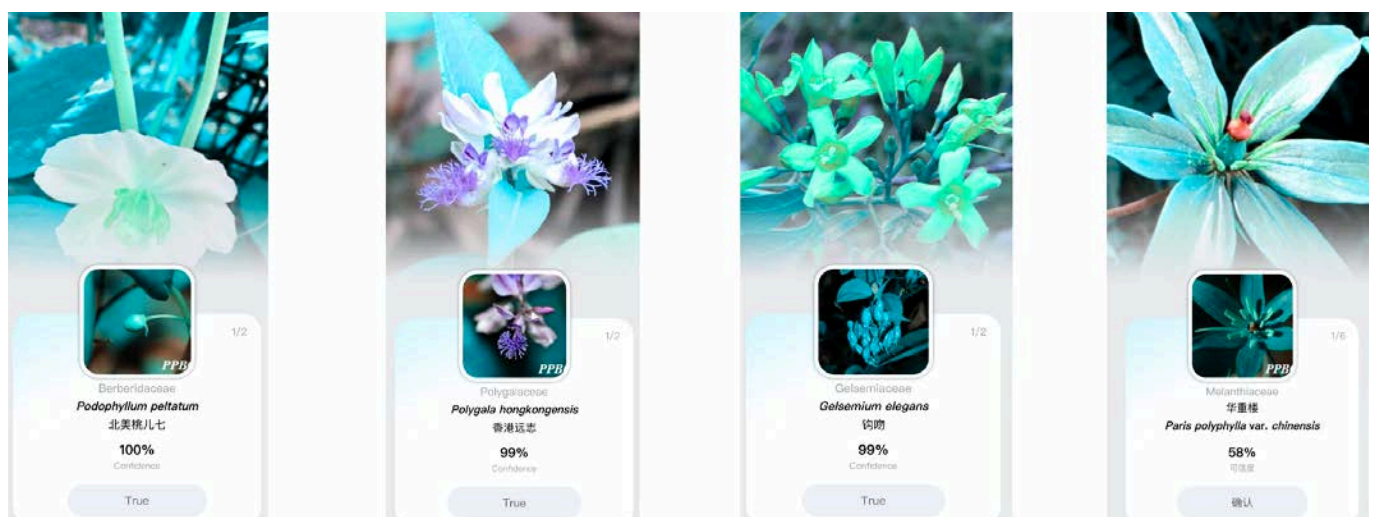 PPB
1/2
Berberidaceae
Podophyllum peltatum
北美桃儿七
100%
Confidence
True
PPB
1/2
Polygalaceae
Polygala hongkongensis
香港远志
99%
Confidence
True
1/2
Gelsemiaceae
Gelsemium elegans
钩吻
99%
Confidence
True
PPB
1/6
Melanthiaceae
华重楼
Paris polyphylla var. chinensis
58%
可信度
确认